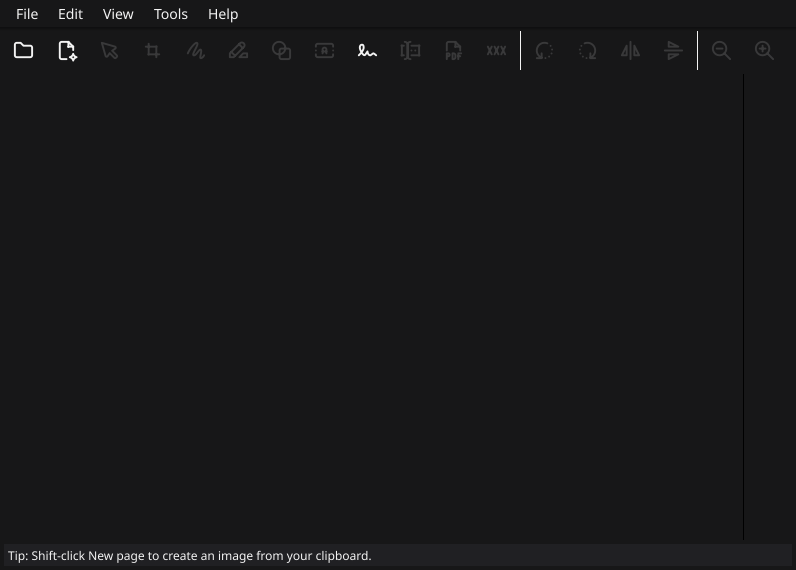 File Edit View Tools Help
PDF xxx
Tip: Shift-click New page to create an image from your clipboard.